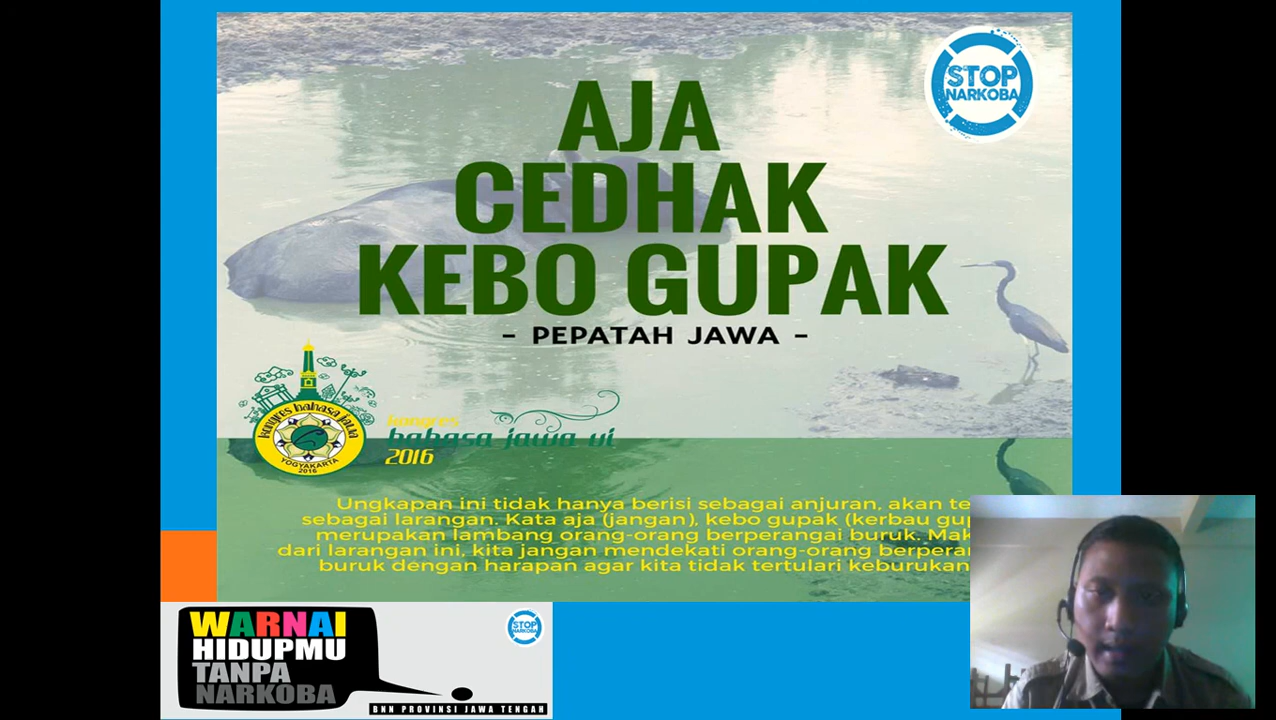 STOP
NARKOBA
AJA
CEDHAK
KEBO GUPAK
- PEPATAH JAWA -
kongres bahasa jawa
YOGYAKARTA
2016
kongres
bahasa jawa vi
2016
Ungkapan ini tidak hanya berisi sebagai anjuran, akan te
sebagai larangan. Kata aja (jangan), kebo gupak (kerbau gup
merupakan lambang orang-orang berperangai buruk. Mak
dari larangan ini, kita jangan mendekati orang-orang berperan
buruk dengan harapan agar kita tidak tertulari keburukan
WARNAI
HIDUPMU
TANPA
NARKOBA
STOP
NARKOBA
BNN PROVINSI JAWA TENGAH